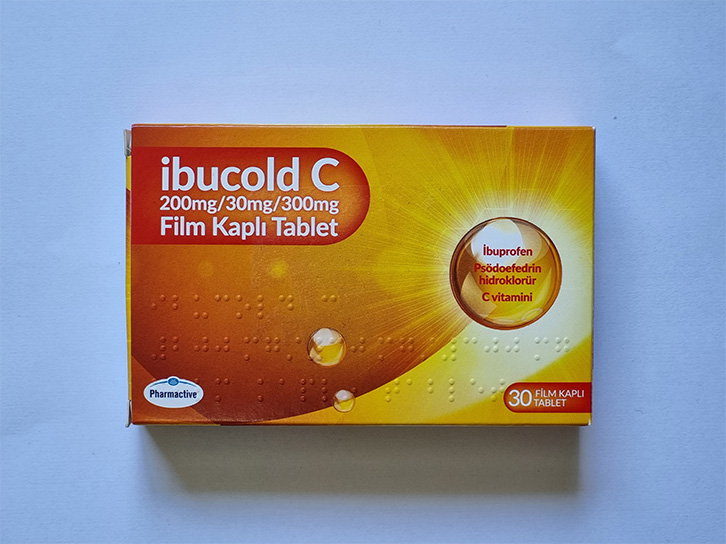 ibucold C
200mg/30mg/300mg
Film Kaplı Tablet
İbuprofen
Psödoefedrin
hidroklorür
C vitamini
Pharmactive
30 FİLM KAPLI
TABLET